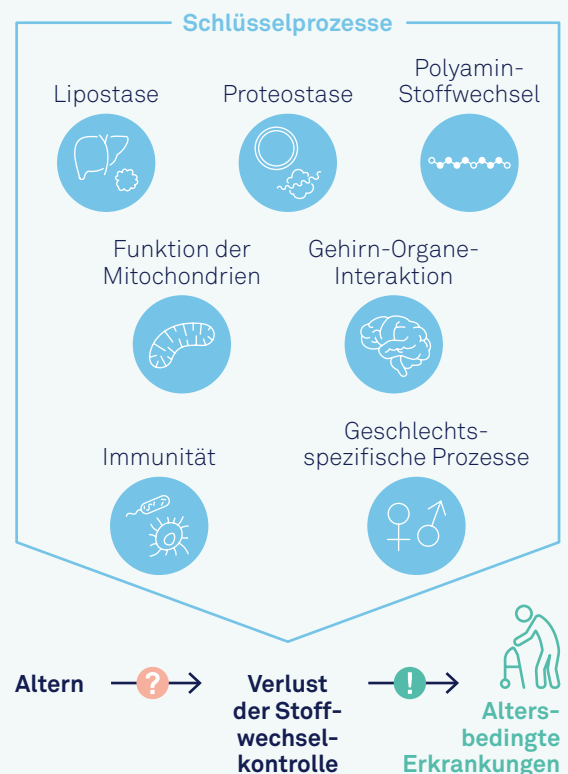 Schlüsselprozesse
Lipostase
Proteostase
Polyamin-
Stoffwechsel
Funktion der
Mitochondrien
Gehirn-Organe-
Interaktion
Immunität
Geschlechts-
spezifische Prozesse
Altern
?
Verlust
der Stoff-
wechsel-
kontrolle
!
Alters-
bedingte
Erkrankungen